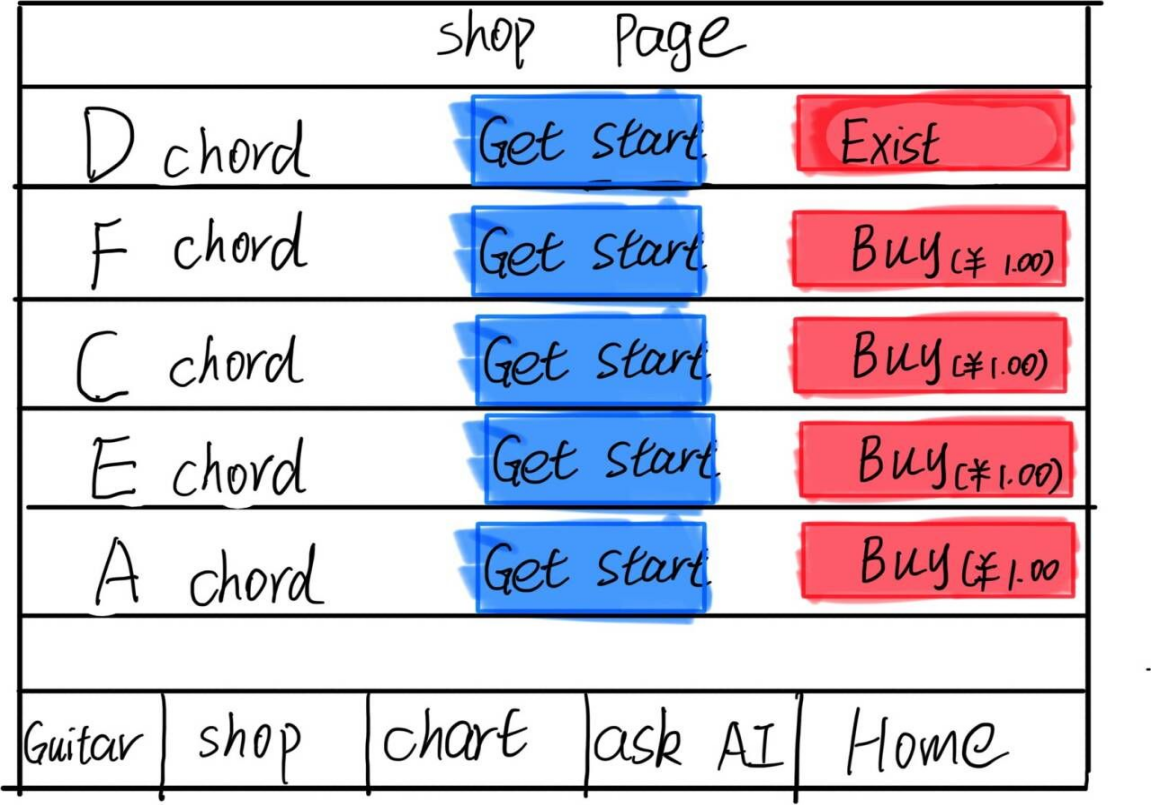 shop Page
D chord Get start Exist
F chord Get start Buy (¥ 1.00)
C chord Get start Buy (¥1.00)
E chord Get start Buy (¥1.00)
A chord Get start Buy (¥1.00
Guitar shop chart ask AI Home